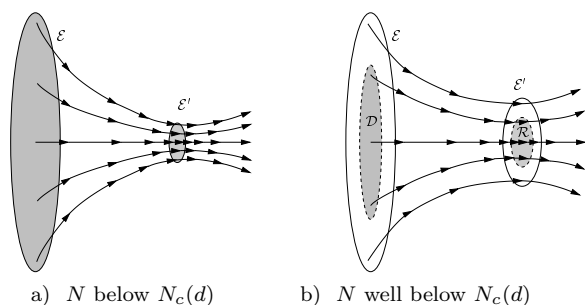 ℰ
ℰ
ℰ'
ℰ'
𝒟
ℛ
a) N below N_c(d)
b) N well below N_c(d)